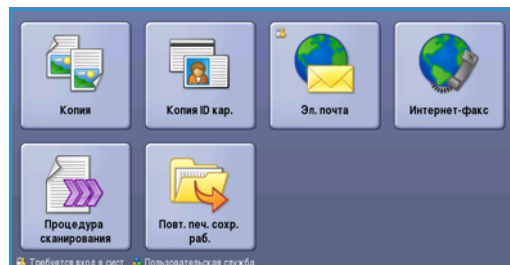 Копия
Копия ID кар.
Эл. почта
Интернет-факс
Процедура
сканирования
Повт. печ. сохр.
раб.
Требуется вход в сист. Пользовательская служба